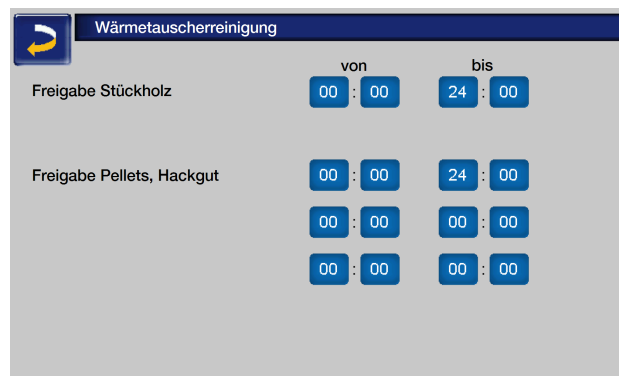 Wärmetauscherreinigung
von bis
Freigabe Stückholz 00 : 00 24 : 00
Freigabe Pellets, Hackgut 00 : 00 24 : 00
00 : 00 00 : 00
00 : 00 00 : 00